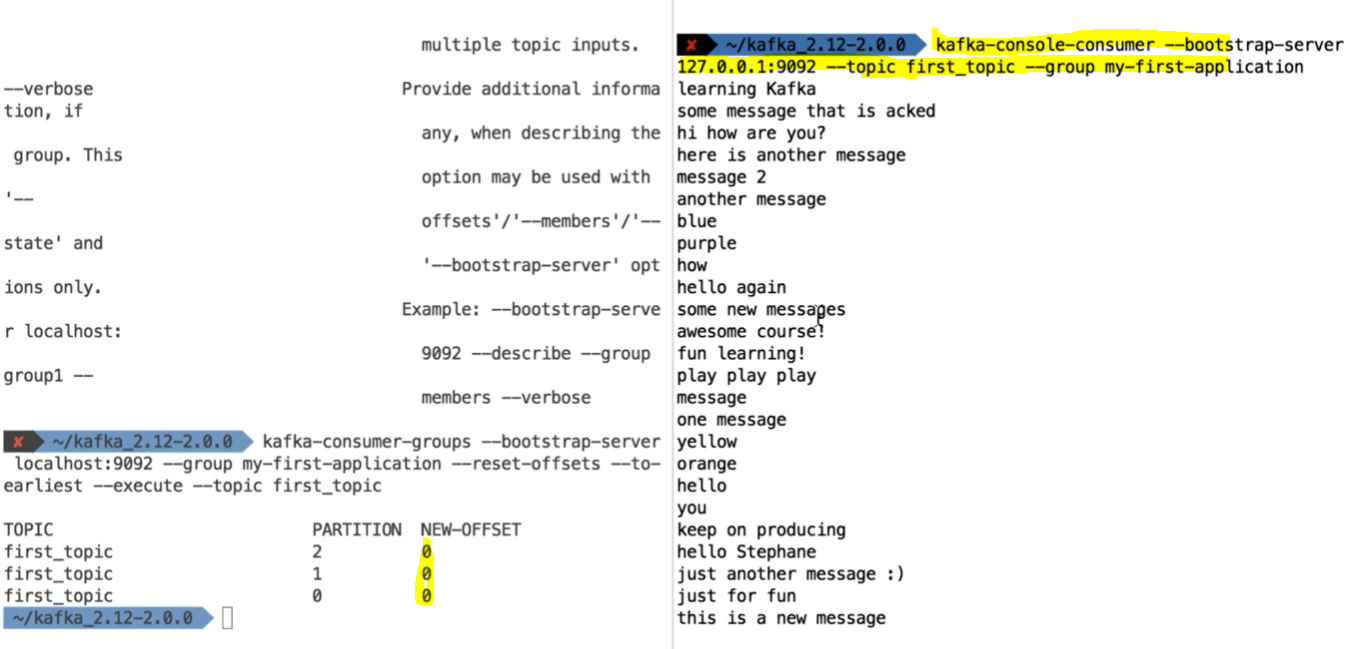 multiple topic inputs.
--verbose Provide additional informa
tion, if
any, when describing the
group. This
option may be used with
'--
offsets'/'--members'/'--
state' and
'--bootstrap-server' opt
ions only.
Example: --bootstrap-serve
r localhost:
9092 --describe --group
group1 --
members --verbose
✘ ~/kafka_2.12-2.0.0 kafka-consumer-groups --bootstrap-server
localhost:9092 --group my-first-application --reset-offsets --to-
earliest --execute --topic first_topic
TOPIC PARTITION NEW-OFFSET
first_topic 2 0
first_topic 1 0
first_topic 0 0
~/kafka_2.12-2.0.0
✘ ~/kafka_2.12-2.0.0 kafka-console-consumer --bootstrap-server
127.0.0.1:9092 --topic first_topic --group my-first-application
learning Kafka
some message that is acked
hi how are you?
here is another message
message 2
another message
blue
purple
how
hello again
some new messages
awesome course!
fun learning!
play play play
message
one message
yellow
orange
hello
you
keep on producing
hello Stephane
just another message :)
just for fun
this is a new message